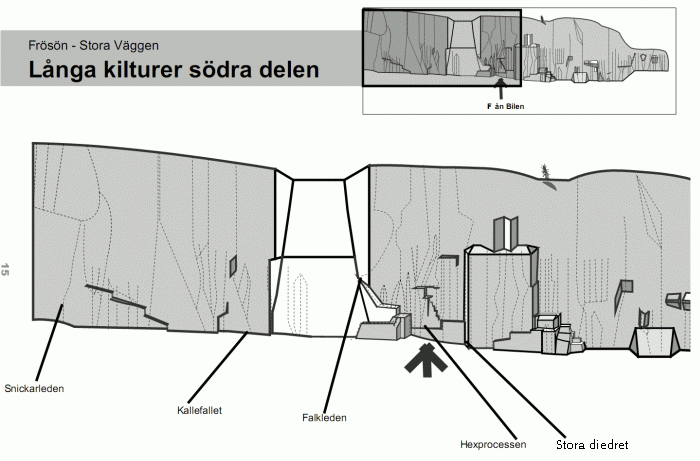 Frösön - Stora Väggen
Långa kilturer södra delen
F ån Bilen
15
Snickarleden
Kallefallet
Falkleden
Hexprocessen
Stora diedret